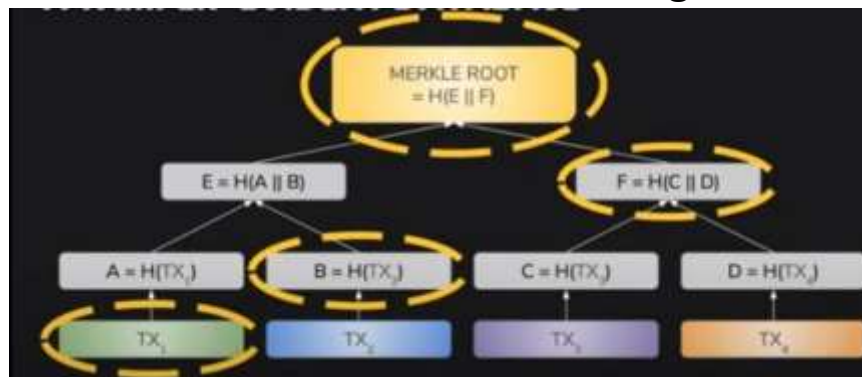 MERKLE ROOT
= H(E || F)
E = H(A || B)
F = H(C || D)
A = H(TX₁)
B = H(TX₂)
C = H(TX₃)
D = H(TX₄)
TX₁
TX₂
TX₃
TX₄